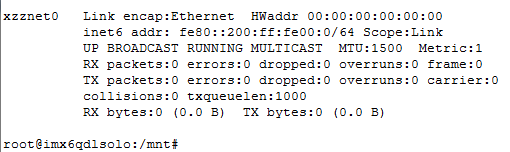 xzznet0   Link encap:Ethernet  HWaddr 00:00:00:00:00:00
          inet6 addr: fe80::200:ff:fe00:0/64 Scope:Link
          UP BROADCAST RUNNING MULTICAST  MTU:1500  Metric:1
          RX packets:0 errors:0 dropped:0 overruns:0 frame:0
          TX packets:0 errors:0 dropped:0 overruns:0 carrier:0
          collisions:0 txqueuelen:1000
          RX bytes:0 (0.0 B)  TX bytes:0 (0.0 B)
root@imx6qdlsolo:/mnt#